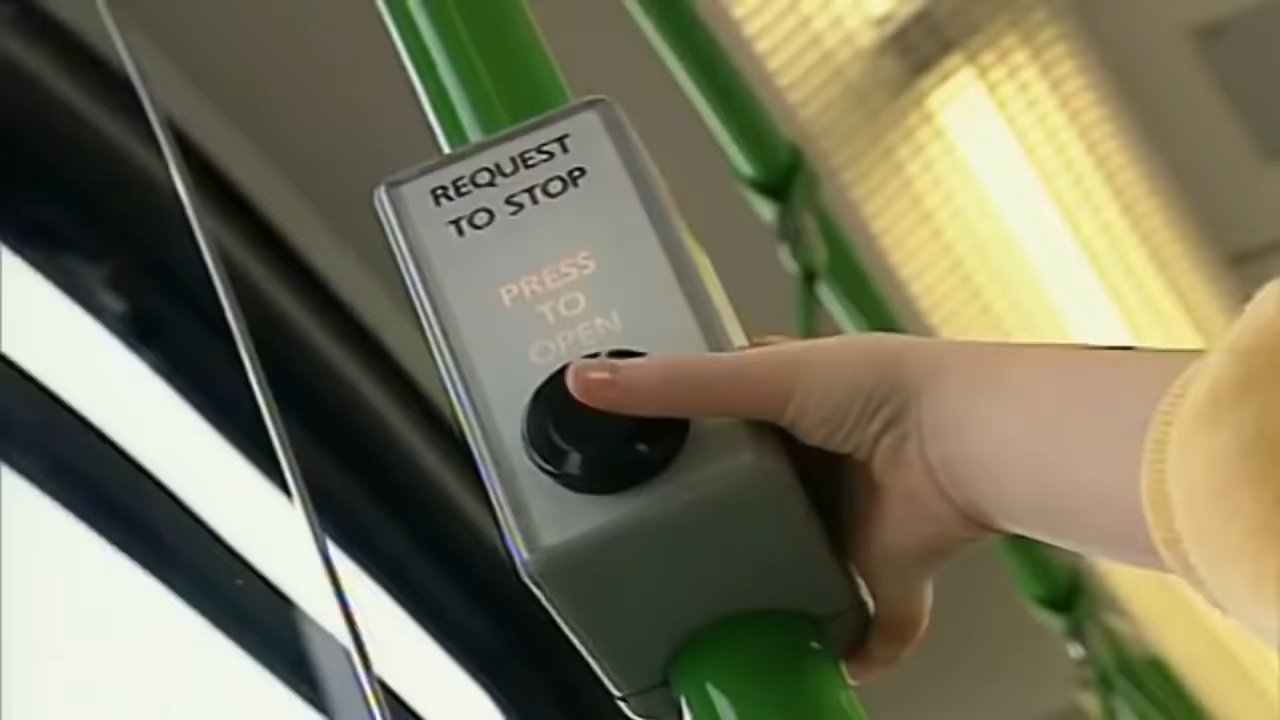 REQUEST
TO STOP
PRESS
TO
OPEN